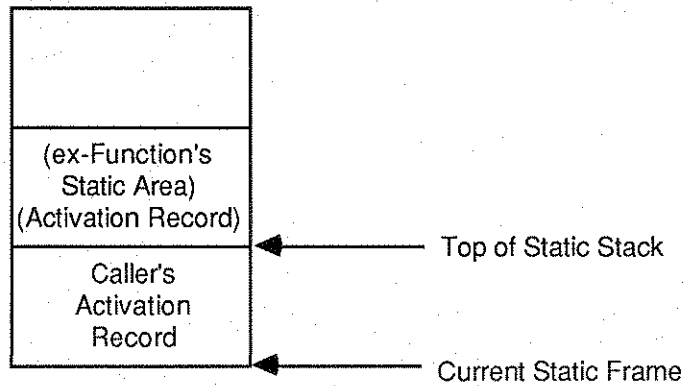 (ex-Function's
Static Area)
(Activation Record)
Top of Static Stack
Caller's
Activation
Record
Current Static Frame